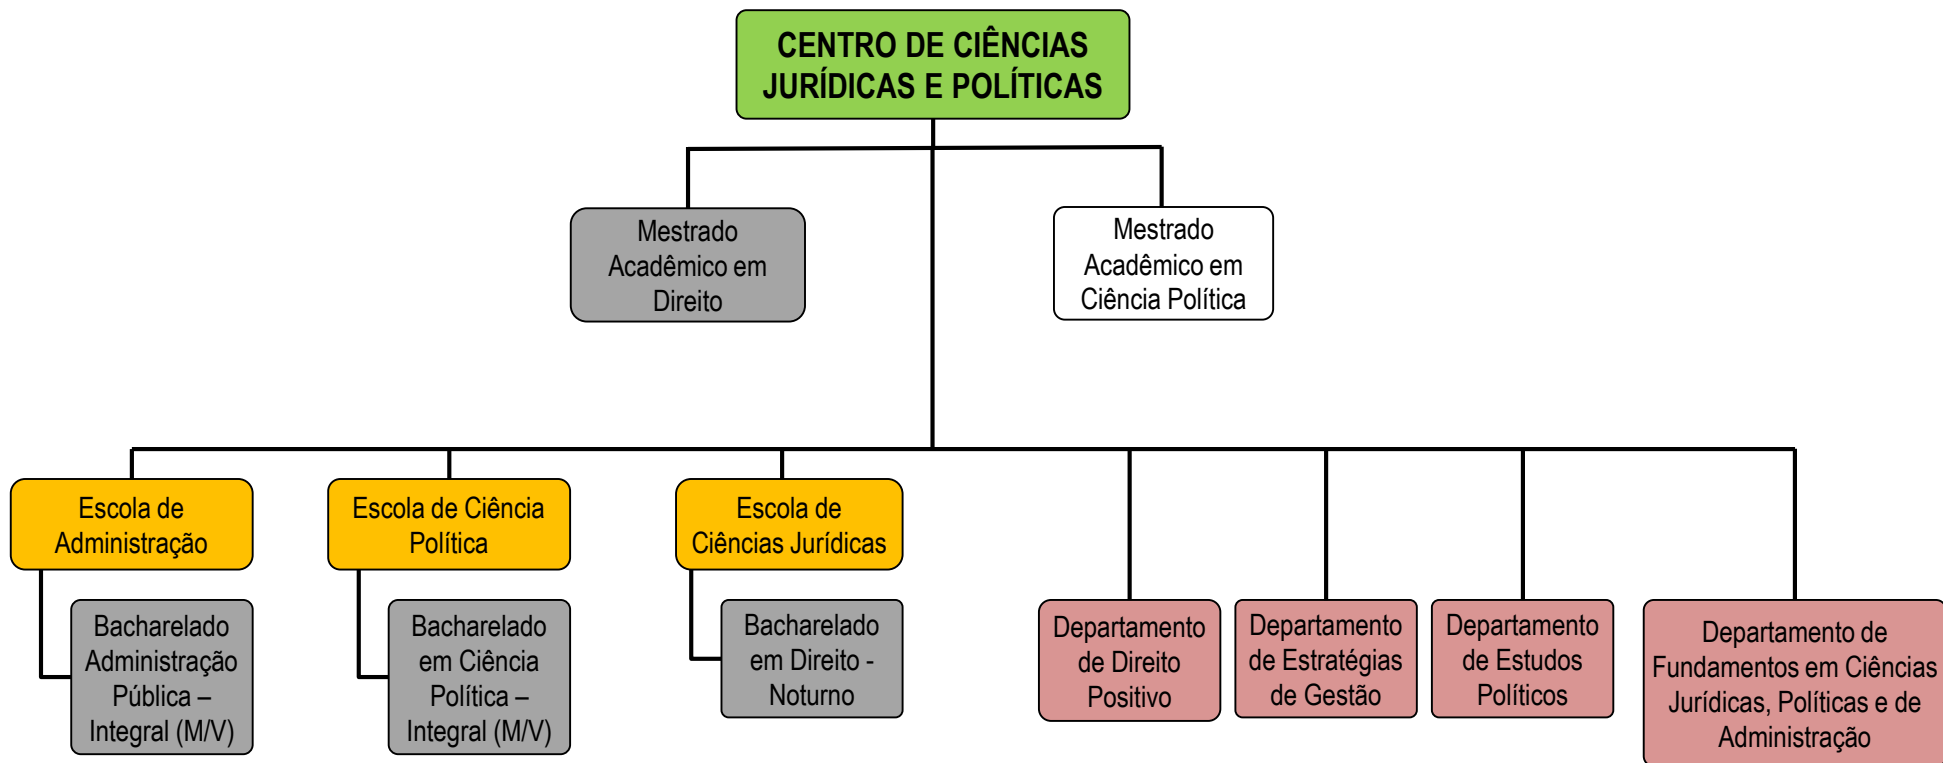 CENTRO DE CIÊNCIAS
JURÍDICAS E POLÍTICAS
Mestrado
Acadêmico em
Direito
Mestrado
Acadêmico em
Ciência Política
Escola de
Administração
Escola de Ciência
Política
Escola de
Ciências Jurídicas
Bacharelado
Administração
Pública –
Integral (M/V)
Bacharelado
em Ciência
Política –
Integral (M/V)
Bacharelado
em Direito -
Noturno
Departamento
de Direito
Positivo
Departamento
de Estratégias
de Gestão
Departamento
de Estudos
Políticos
Departamento de
Fundamentos em Ciências
Jurídicas, Políticas e de
Administração